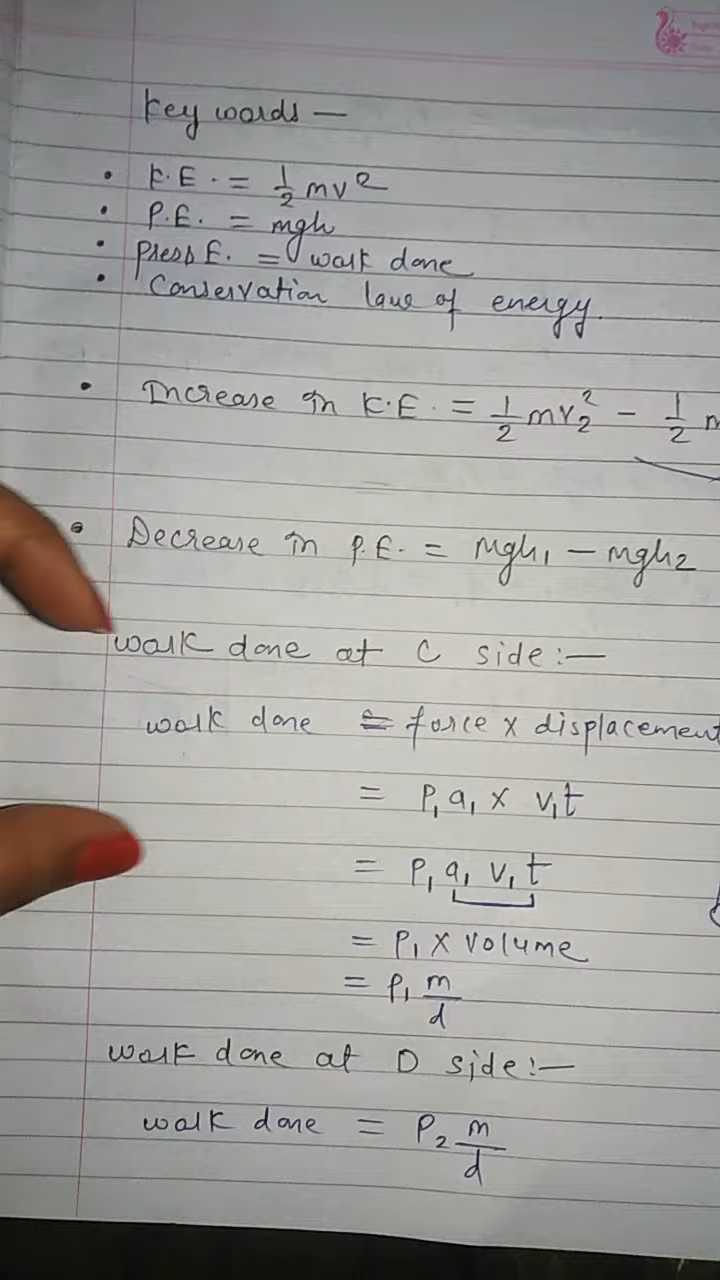 Key words —
• K.E. = 1/2 mv²
• P.E. = mgh
• Press E. = work done
• Conservation law of energy.
• Increase in K.E. = 1/2 mv₂² − 1/2 m
• Decrease in P.E. = mgh₁ − mgh₂
work done at C side :—
work done = force × displacement
= P₁ a₁ × v₁t
= P₁ a₁ v₁ t
= P₁ × volume
= P₁ m/d
work done at D side :—
work done = P₂ m/d